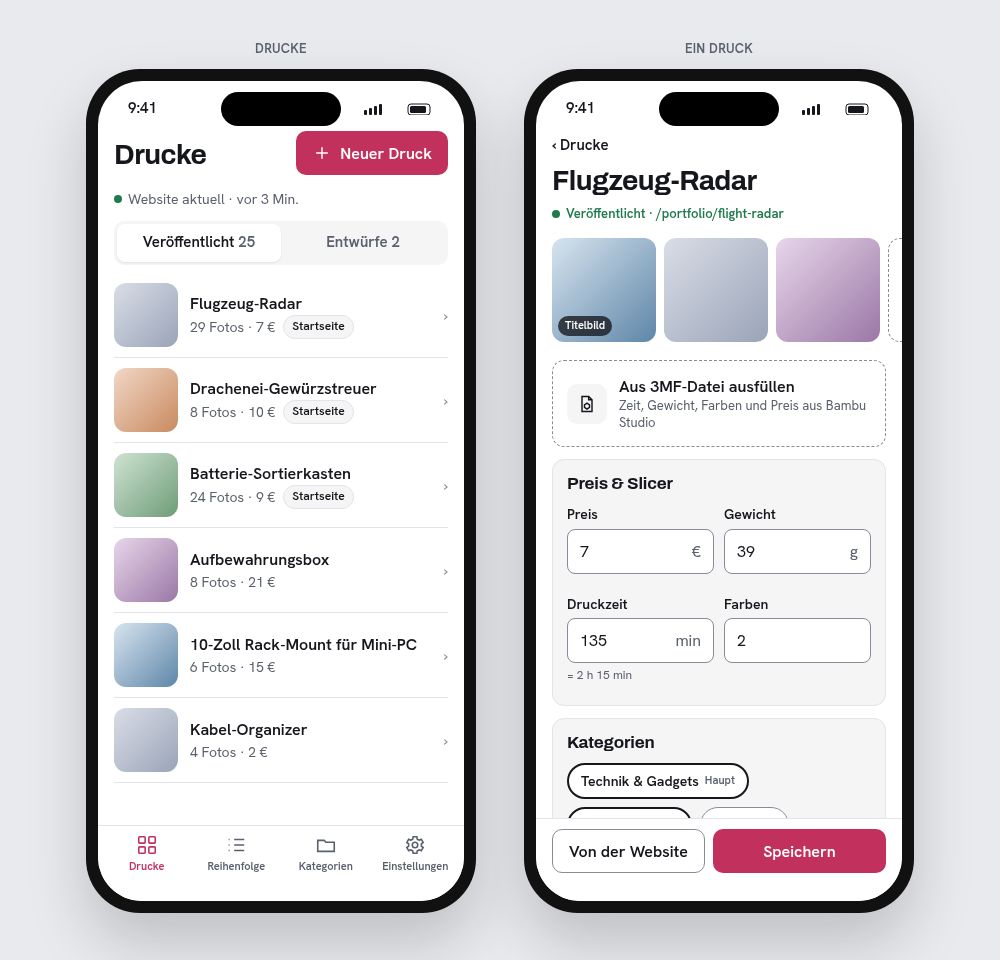 DRUCKE
9:41
Drucke
+ Neuer Druck
Website aktuell · vor 3 Min.
Veröffentlicht 25
Entwürfe 2
Flugzeug-Radar
29 Fotos · 7 € Startseite
Drachenei-Gewürzstreuer
8 Fotos · 10 € Startseite
Batterie-Sortierkasten
24 Fotos · 9 € Startseite
Aufbewahrungsbox
8 Fotos · 21 €
10-Zoll Rack-Mount für Mini-PC
6 Fotos · 15 €
Kabel-Organizer
4 Fotos · 2 €
Drucke
Reihenfolge
Kategorien
Einstellungen
EIN DRUCK
9:41
‹ Drucke
Flugzeug-Radar
Veröffentlicht · /portfolio/flight-radar
Titelbild
Aus 3MF-Datei ausfüllen
Zeit, Gewicht, Farben und Preis aus Bambu
Studio
Preis & Slicer
Preis
Gewicht
7 €
39 g
Druckzeit
Farben
135 min
2
= 2 h 15 min
Kategorien
Technik & Gadgets Haupt
Von der Website
Speichern